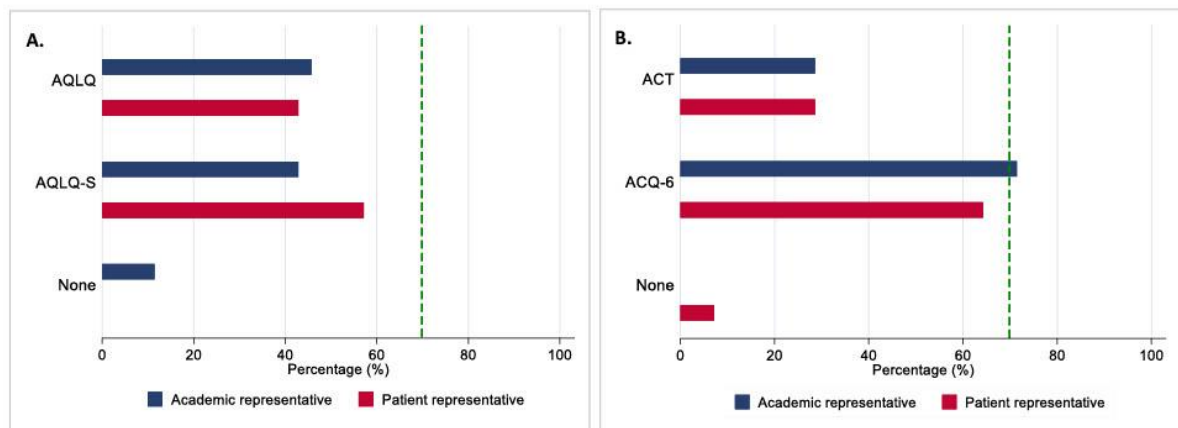 A.
AQLQ
AQLQ-S
None
0 20 40 60 80 100
Percentage (%)
Academic representative Patient representative
B.
ACT
ACQ-6
None
0 20 40 60 80 100
Percentage (%)
Academic representative Patient representative